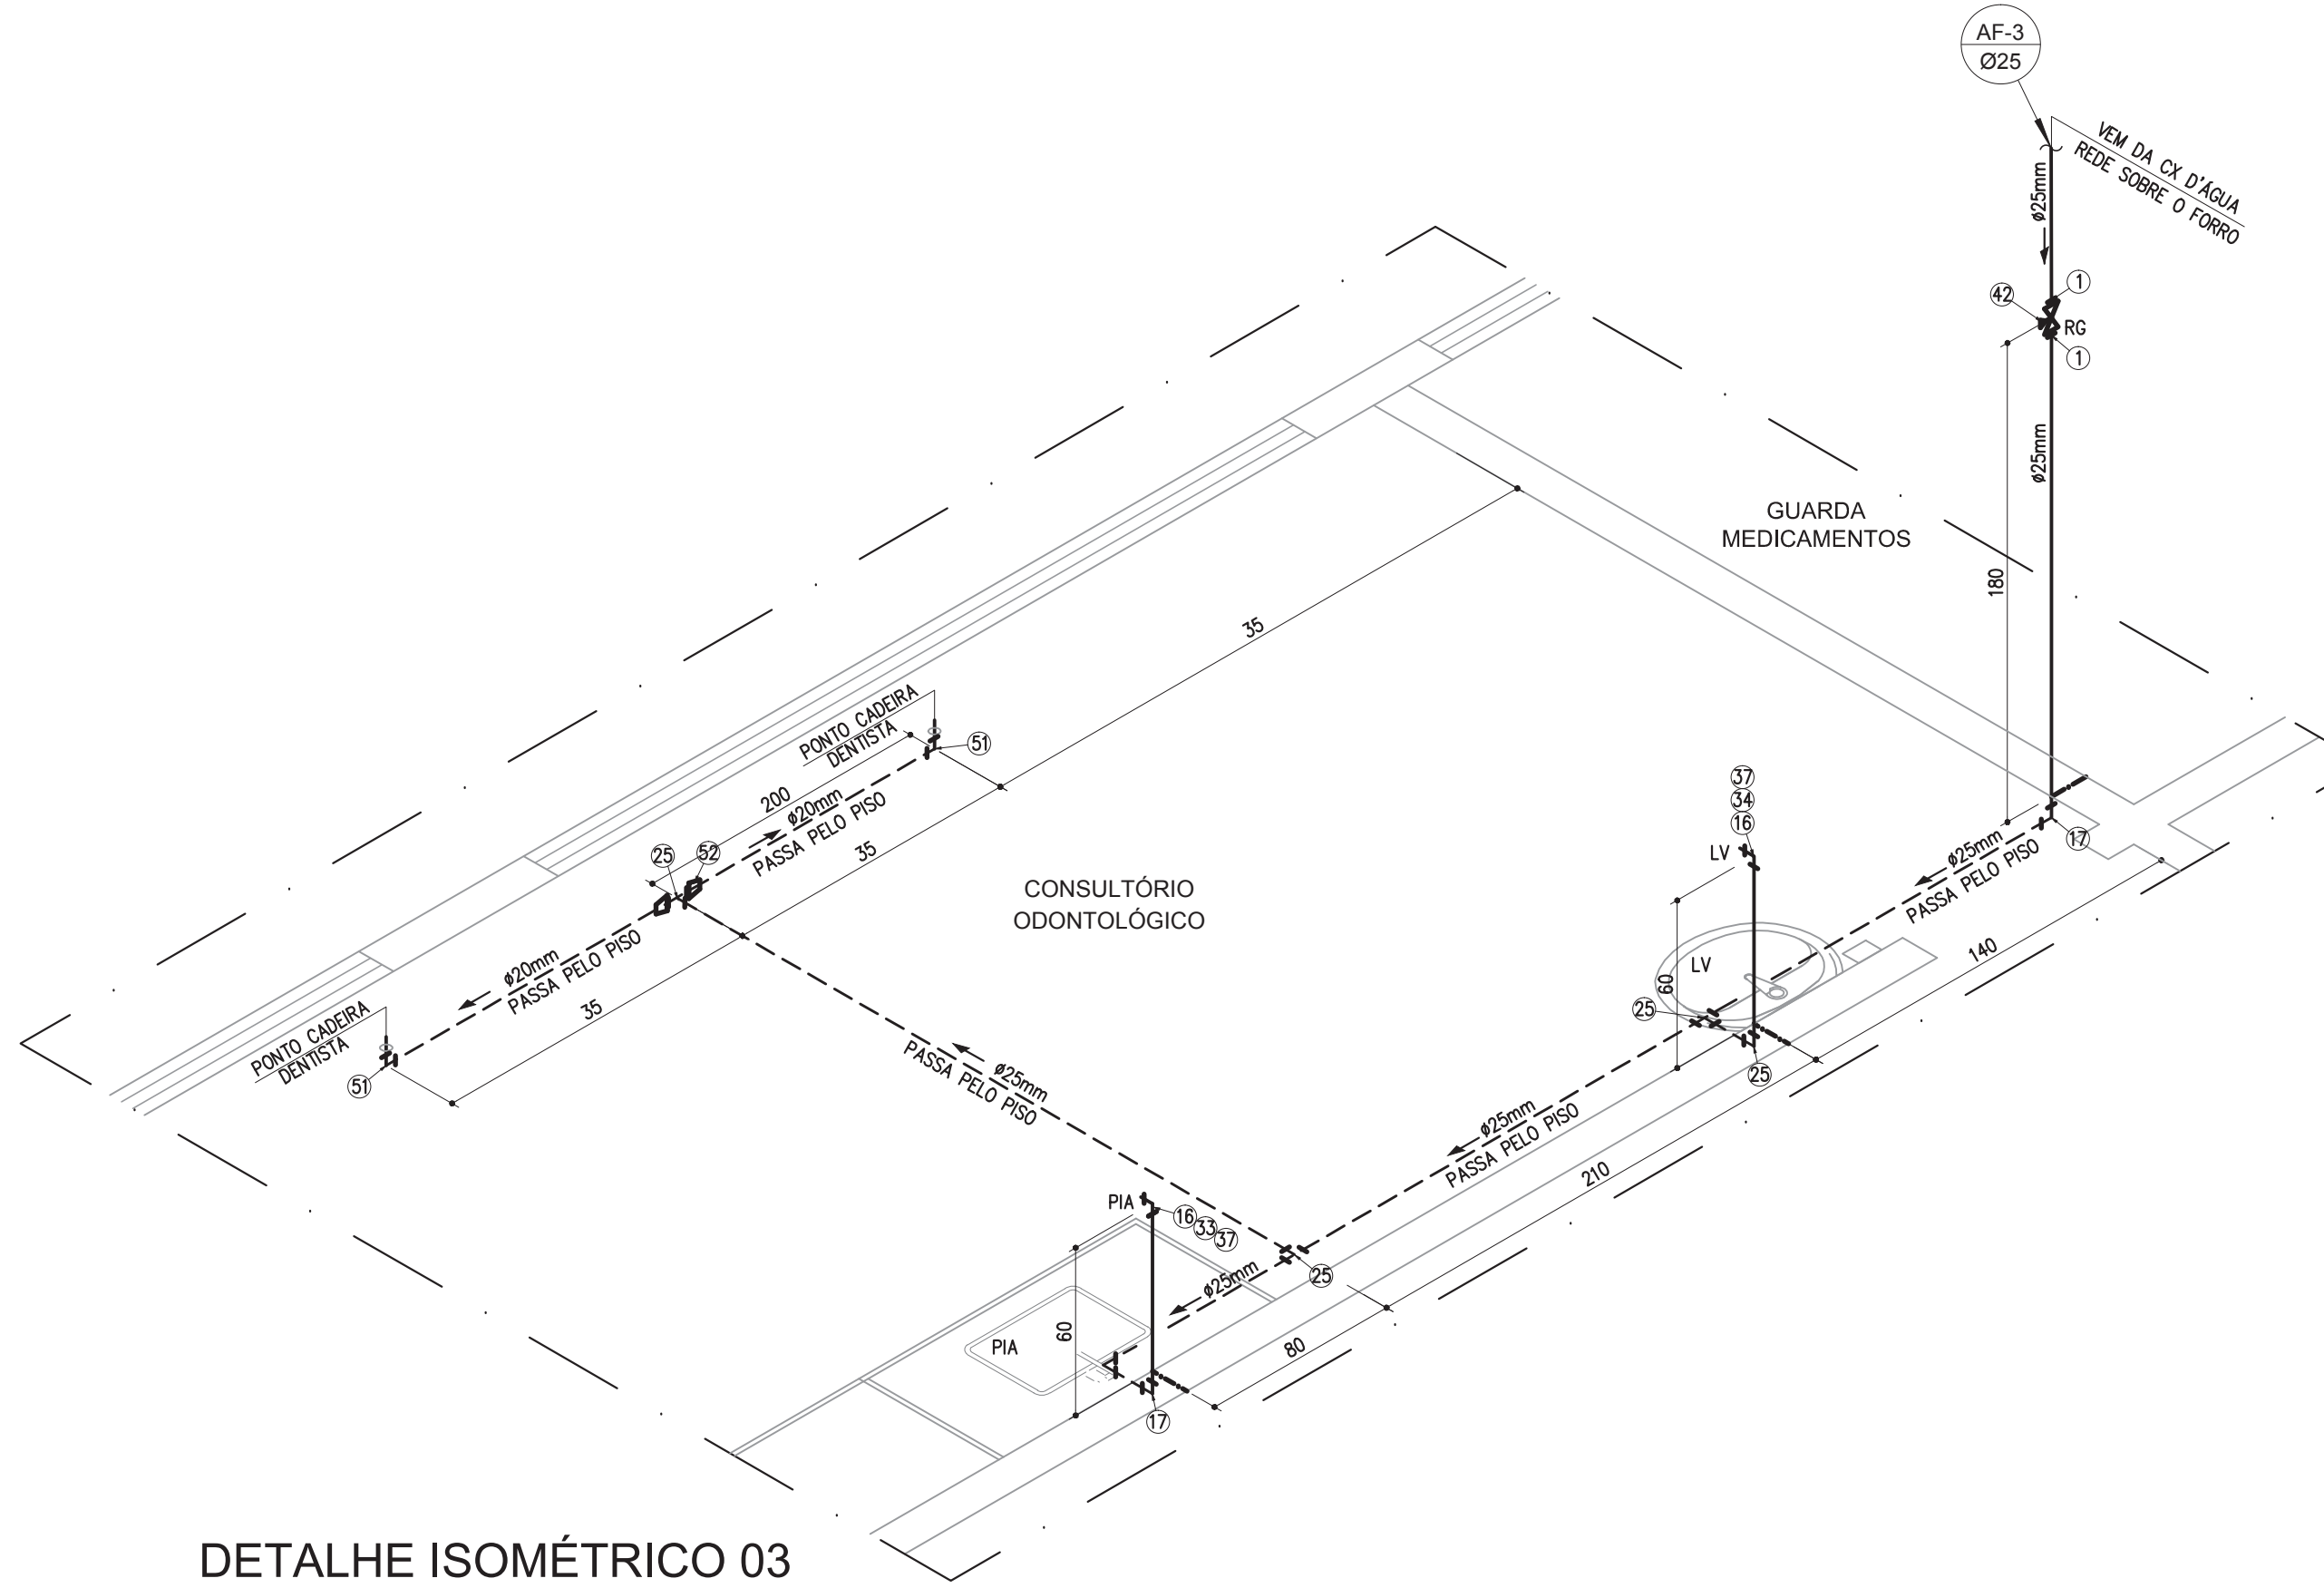 AF-3
Ø25
VEM DA CX D'ÁGUA
REDE SOBRE O FORRO
ø25mm
1
42
RG
1
ø25mm
GUARDA
MEDICAMENTOS
180
35
PONTO CADEIRA
DENTISTA
51
200
ø20mm
PASSA PELO PISO
35
25
52
37
34
16
LV
17
ø25mm
PASSA PELO PISO
CONSULTÓRIO
ODONTOLÓGICO
140
LV
60
25
25
ø20mm
PASSA PELO PISO
35
PONTO CADEIRA
DENTISTA
51
ø25mm
PASSA PELO PISO
ø25mm
PASSA PELO PISO
210
PIA
16
33
37
25
ø25mm
60
PIA
80
17
DETALHE ISOMÉTRICO 03